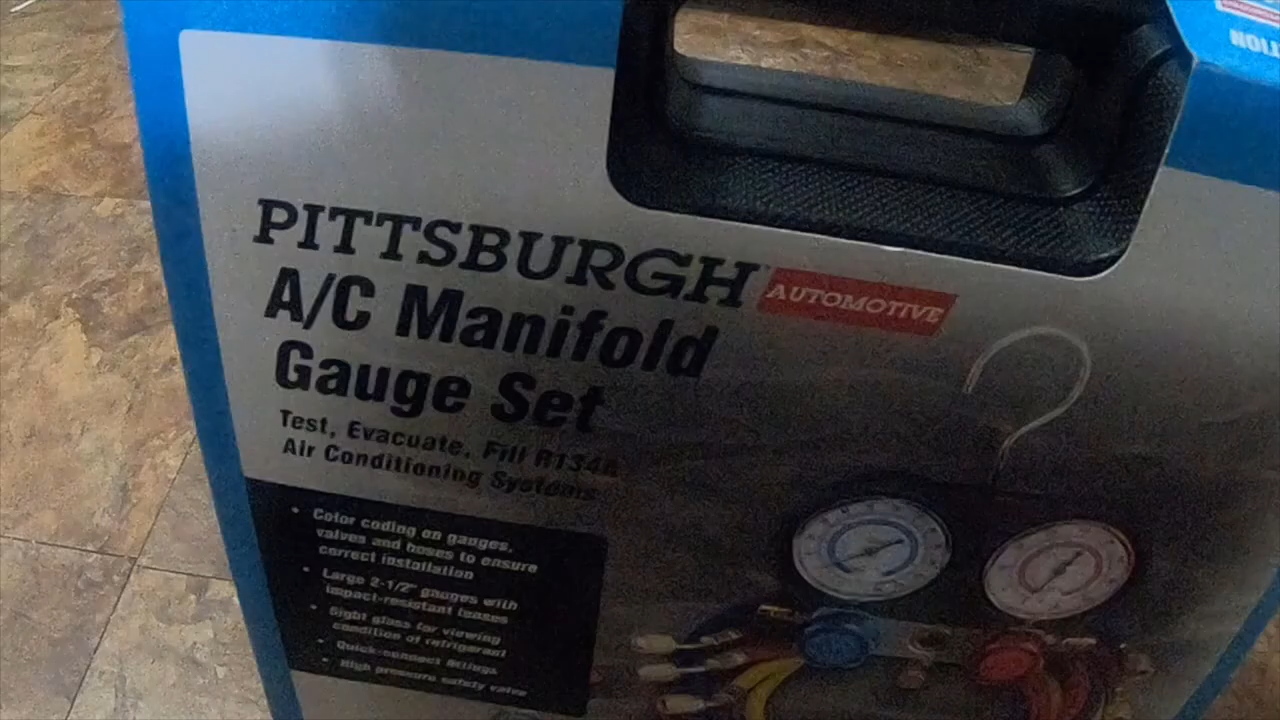 PITTSBURGH
AUTOMOTIVE
A/C Manifold
Gauge Set
Test, Evacuate, Fill R134a
Air Conditioning Systems
• Color coding on gauges,
valves and hoses to ensure
correct installation
• Large 2-1/2" gauges with
impact-resistant lenses
• Sight glass for viewing
condition of refrigerant
• Quick-connect fittings
• High pressure safety valve